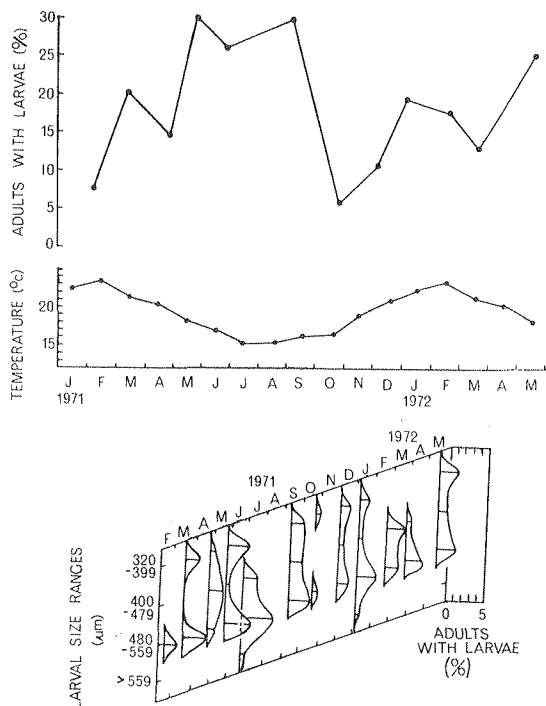 ADULTS WITH LARVAE (%)
30
25
20
15
10
5
0
TEMPERATURE (°C)
20
15
J F M A M J J A S O N D J F M A M
1971 1972
1972
1971
F M A M J J A S O N D J F M A M
LARVAL SIZE RANGES
(μm)
320
-399
400
-479
480
-559
>559
0 5
ADULTS
WITH LARVAE
(%)